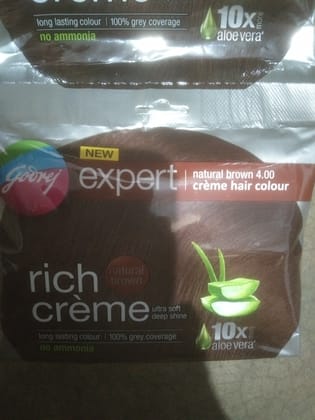 crème
long lasting colour | 100% grey coverage
no ammonia
10x
aloe vera*
Godrej
NEW
expert
natural brown 4.00
crème hair colour
rich
crème
natural
brown
ultra soft
deep shine
long lasting colour | 100% grey coverage
no ammonia
10x
aloe vera*